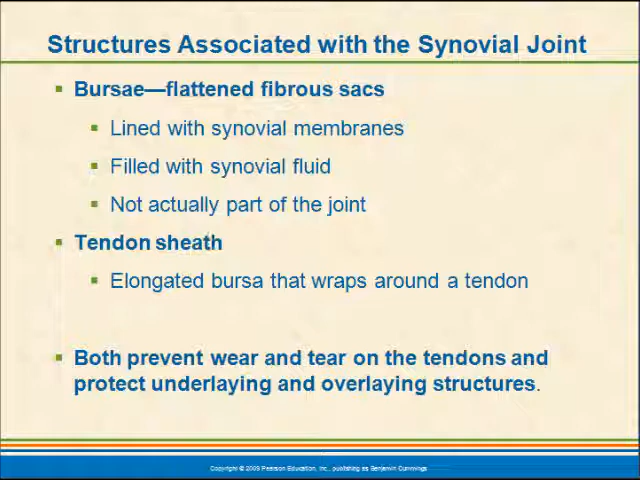 Structures Associated with the Synovial Joint
Bursae—flattened fibrous sacs
Lined with synovial membranes
Filled with synovial fluid
Not actually part of the joint
Tendon sheath
Elongated bursa that wraps around a tendon
Both prevent wear and tear on the tendons and
protect underlaying and overlaying structures.
Copyright © 2009 Pearson Education, Inc., publishing as Benjamin Cummings